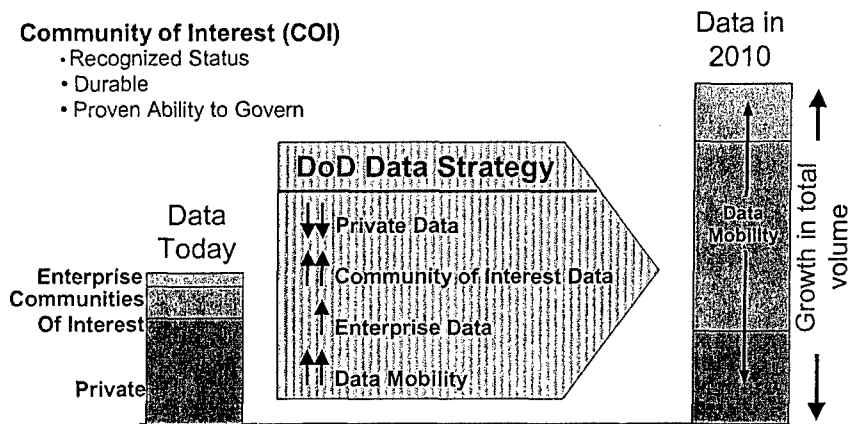 Community of Interest (COI)
• Recognized Status
• Durable
• Proven Ability to Govern
Data in
2010
DoD Data Strategy
Private Data
Community of Interest Data
Enterprise Data
Data Mobility
Data
Today
Enterprise
Communities
Of Interest
Private
Data
Mobility
Growth in total
volume